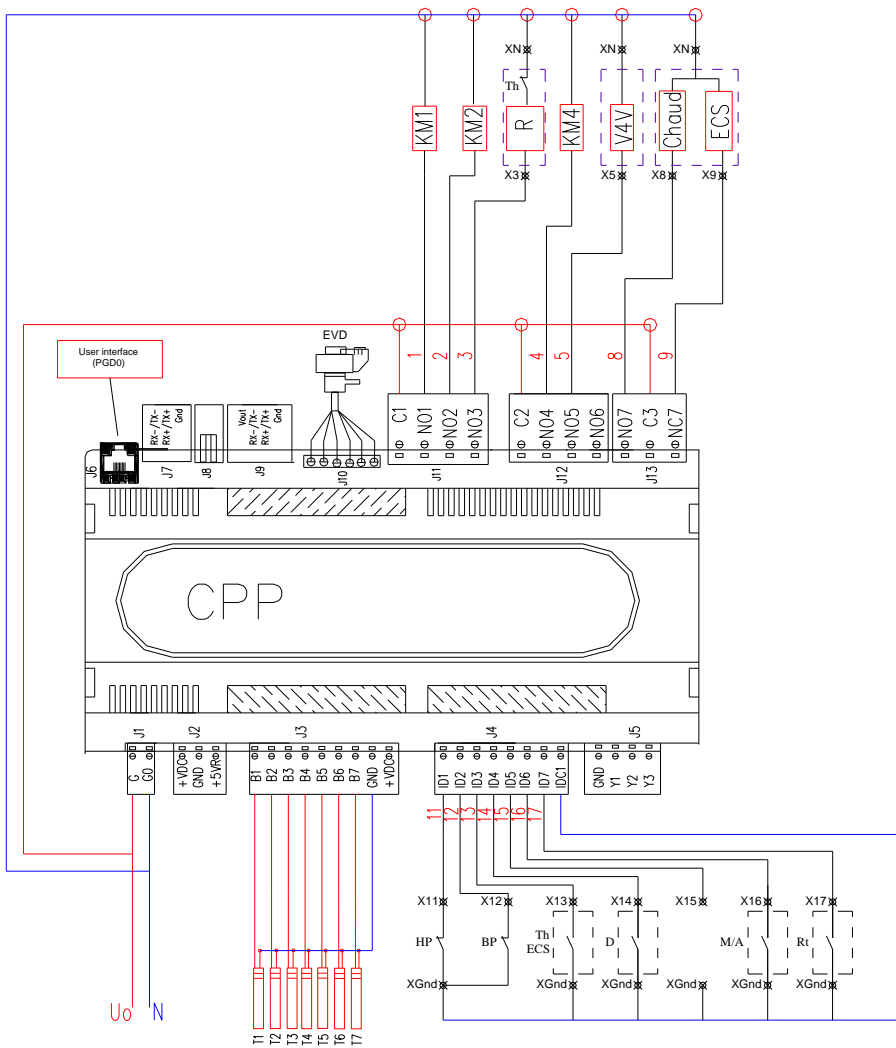 XN XN XN
Th
KM1 KM2 R KM4 V4V Chaud ECS
X3 X5 X8 X9
EVD
User interface
(PGD0)
1 2 3 4 5 8 9
RX-/TX-
RX+/TX+
Gnd
Vout
RX-/TX-
RX+/TX+
Gnd
C1 NO1 NO2 NO3 C2 NO4 NO5 NO6 NO7 C3 NC7
J6 J7 J8 J9 J10 J11 J12 J13
CPP
J1 J2 J3 J4 J5
G G0 +VDC GND +5VR B1 B2 B3 B4 B5 B6 B7 GND +VDC ID1 ID2 ID3 ID4 ID5 ID6 ID7 IDC1 GND Y1 Y2 Y3
11 12 13 14 15 16 17
X11 X12 X13 X14 X15 X16 X17
HP BP Th
ECS D M/A Rt
XGnd XGnd XGnd XGnd XGnd XGnd
Uo N
T1 T2 T3 T4 T5 T6 T7